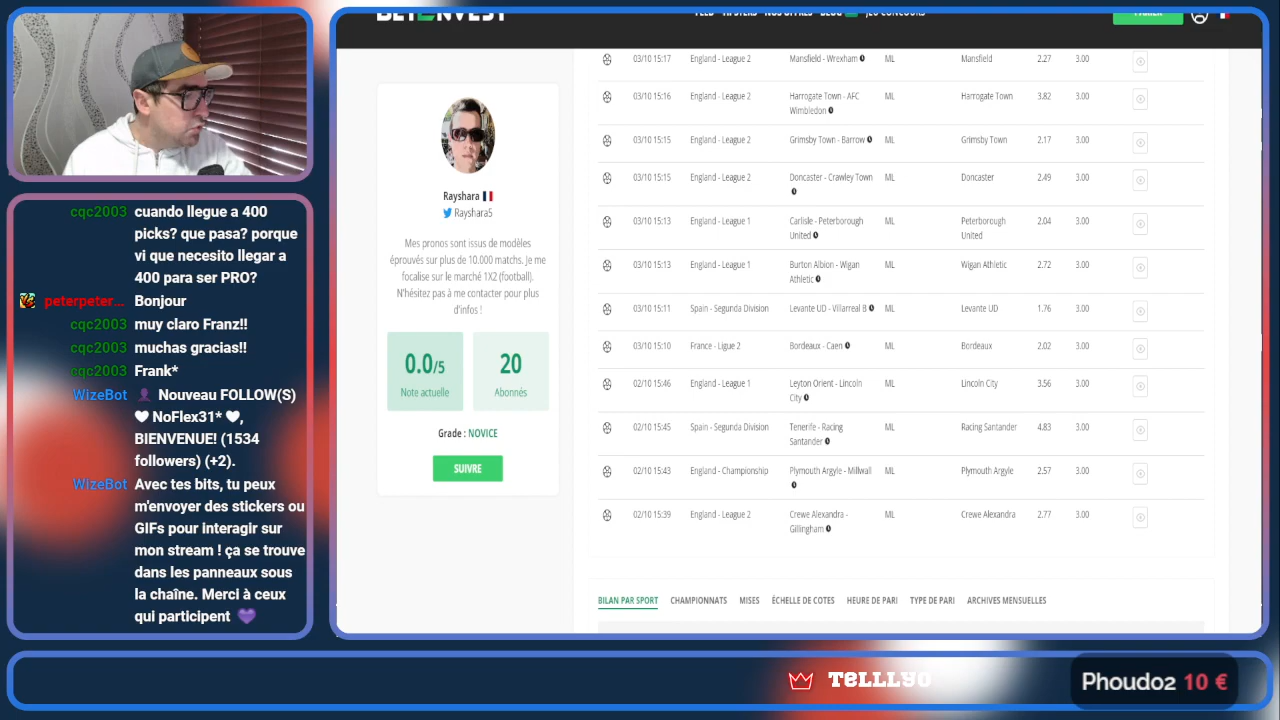 BET2INVEST
FEED TIPSTERS NOS OFFRES BLOG JEU CONCOURS
PARIER
cqc2003 cuando llegue a 400
picks? que pasa? porque
vi que necesito llegar a
400 para ser PRO?
peterpeter... Bonjour
cqc2003 muy claro Franz!!
cqc2003 muchas gracias!!
cqc2003 Frank*
WizeBot Nouveau FOLLOW(S)
NoFlex31*,
BIENVENUE! (1534
followers) (+2).
WizeBot Avec tes bits, tu peux
m'envoyer des stickers ou
GIFs pour interagir sur
mon stream ! ça se trouve
dans les panneaux sous
la chaîne. Merci à ceux
qui participent
Rayshara
Rayshara5
Mes pronos sont issus de modèles
éprouvés sur plus de 10.000 matchs. Je me
focalise sur le marché 1X2 (football).
N'hésitez pas à me contacter pour plus
d'infos !
0.0/5
Note actuelle
20
Abonnés
Grade : NOVICE
SUIVRE
03/10 15:17 England - League 2 Mansfield - Wrexham ML Mansfield 2.27 3.00
03/10 15:16 England - League 2 Harrogate Town - AFC ML Harrogate Town 3.82 3.00
Wimbledon
03/10 15:15 England - League 2 Grimsby Town - Barrow ML Grimsby Town 2.17 3.00
03/10 15:15 England - League 2 Doncaster - Crawley Town ML Doncaster 2.49 3.00
03/10 15:13 England - League 1 Carlisle - Peterborough ML Peterborough 2.04 3.00
United United
03/10 15:13 England - League 1 Burton Albion - Wigan ML Wigan Athletic 2.72 3.00
Athletic
03/10 15:11 Spain - Segunda Division Levante UD - Villarreal B ML Levante UD 1.76 3.00
03/10 15:10 France - Ligue 2 Bordeaux - Caen ML Bordeaux 2.02 3.00
02/10 15:46 England - League 1 Leyton Orient - Lincoln ML Lincoln City 3.56 3.00
City
02/10 15:45 Spain - Segunda Division Tenerife - Racing ML Racing Santander 4.83 3.00
Santander
02/10 15:43 England - Championship Plymouth Argyle - Millwall ML Plymouth Argyle 2.57 3.00
02/10 15:39 England - League 2 Crewe Alexandra - ML Crewe Alexandra 2.77 3.00
Gillingham
BILAN PAR SPORT CHAMPIONNATS MISES ÉCHELLE DE COTES HEURE DE PARI TYPE DE PARI ARCHIVES MENSUELLES
TELLLYO
Phoudo2 10 €